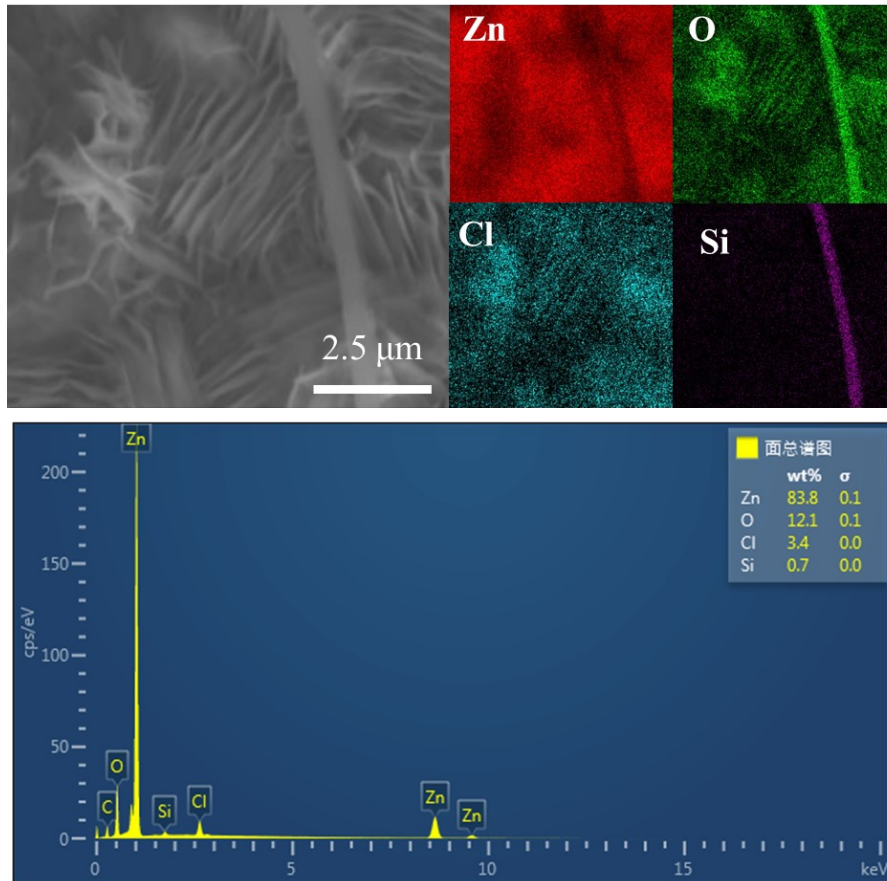 Zn
O
Cl
Si
2.5 μm
面总谱图
wt% σ
Zn 83.8 0.1
O 12.1 0.1
Cl 3.4 0.0
Si 0.7 0.0
cps/eV
200
150
100
50
0
Zn
O
C
Si
Cl
Zn
Zn
0 5 10 15 keV